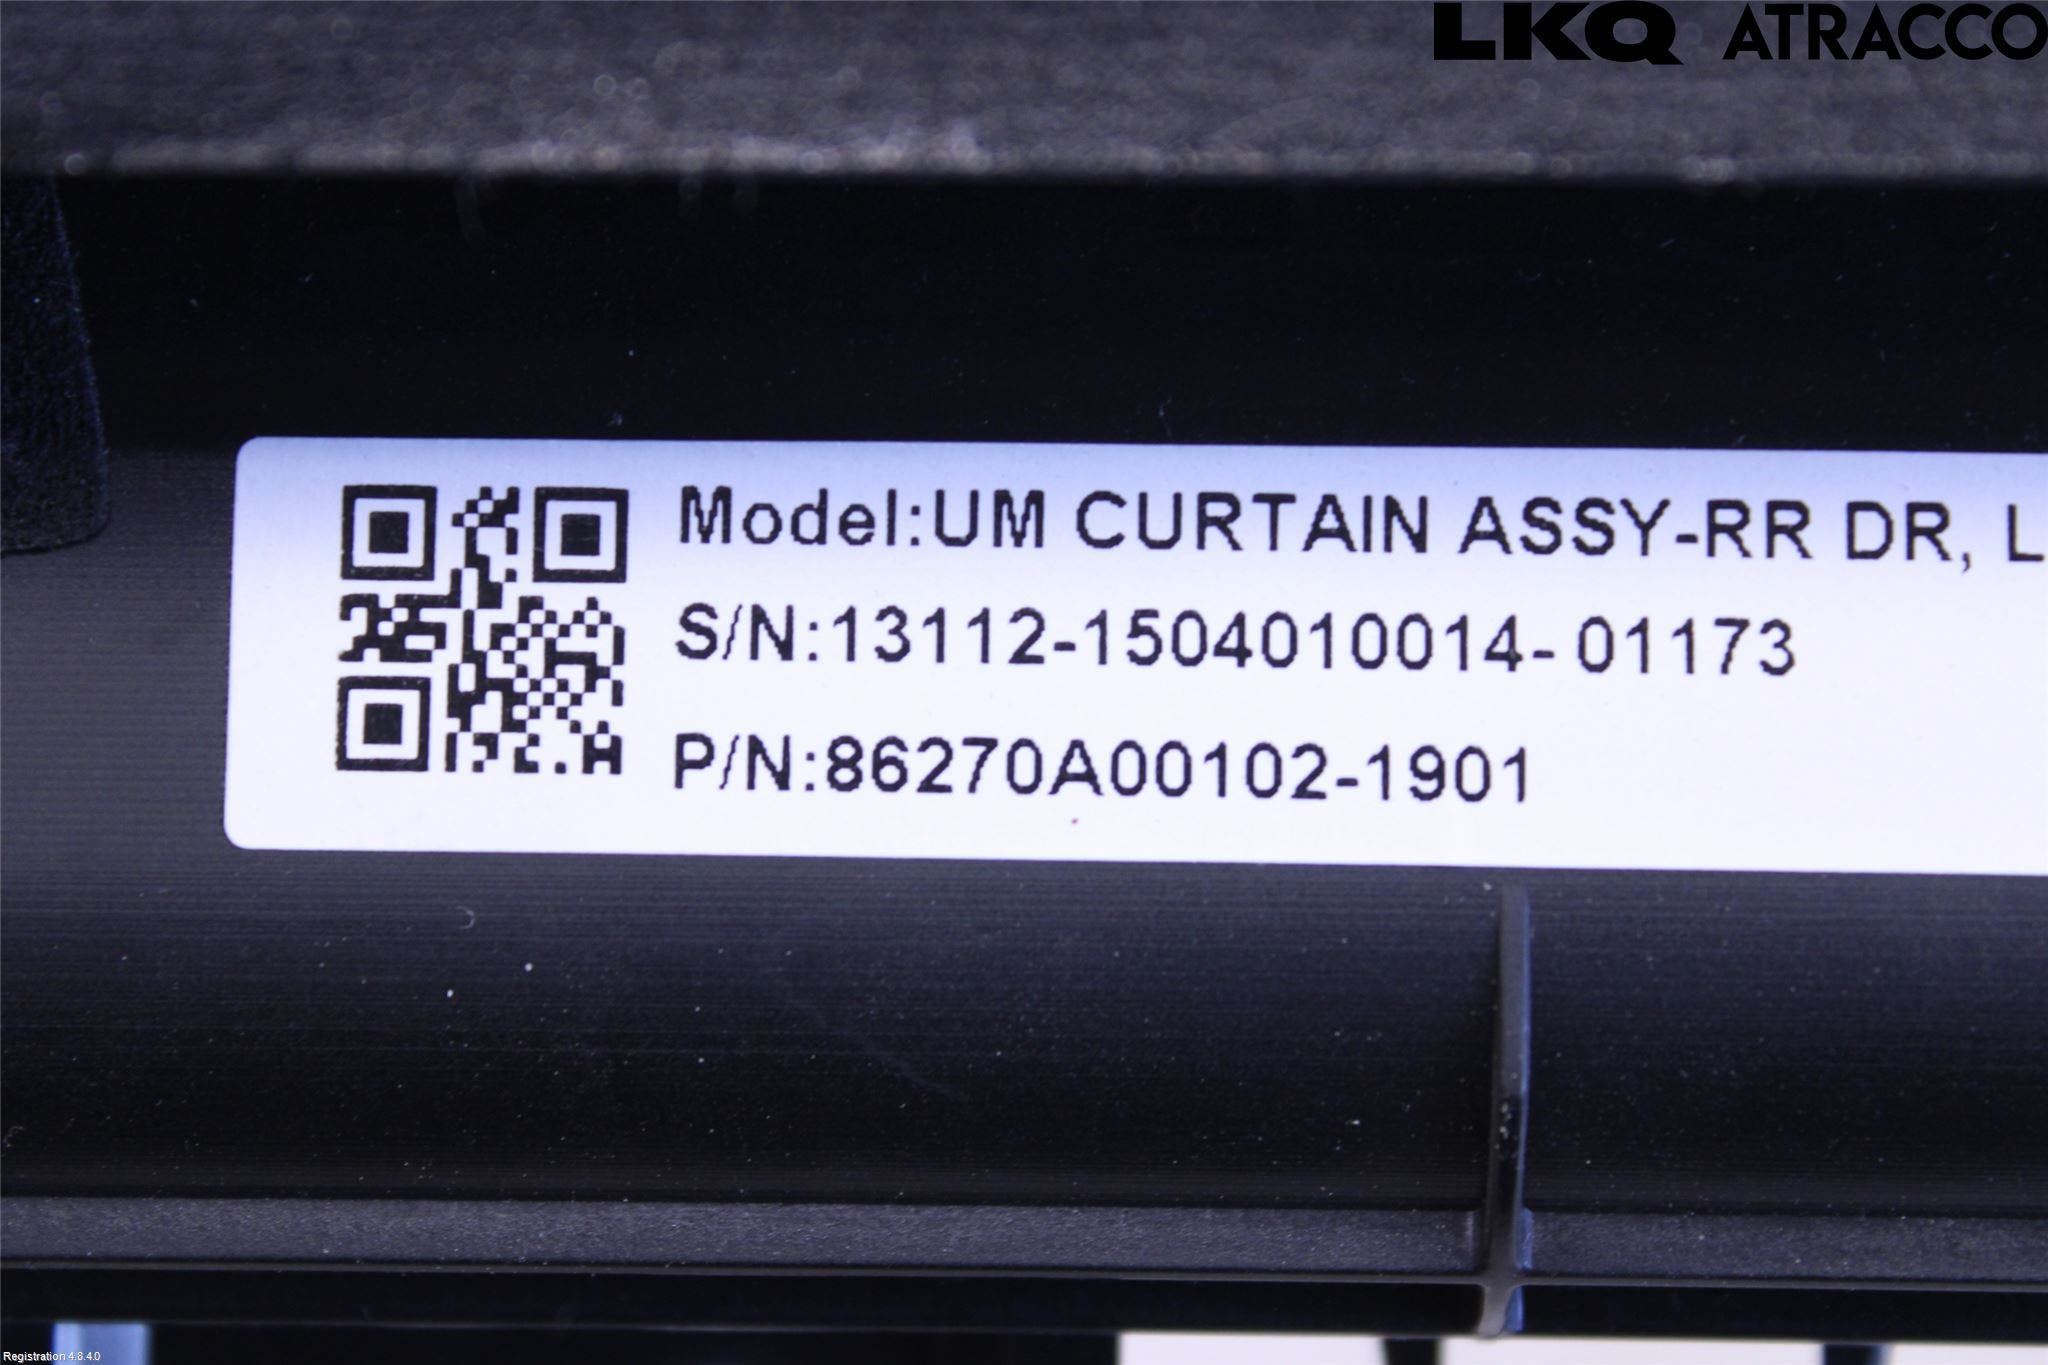 LKQ ATRACCO
Model:UM CURTAIN ASSY-RR DR, L
S/N:13112-1504010014- 01173
P/N:86270A00102-1901
Registration 4.8.4.0